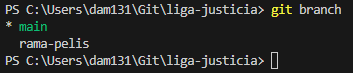 PS C:\Users\dam131\Git\liga-justicia> git branch
* main
  rama-pelis
PS C:\Users\dam131\Git\liga-justicia>